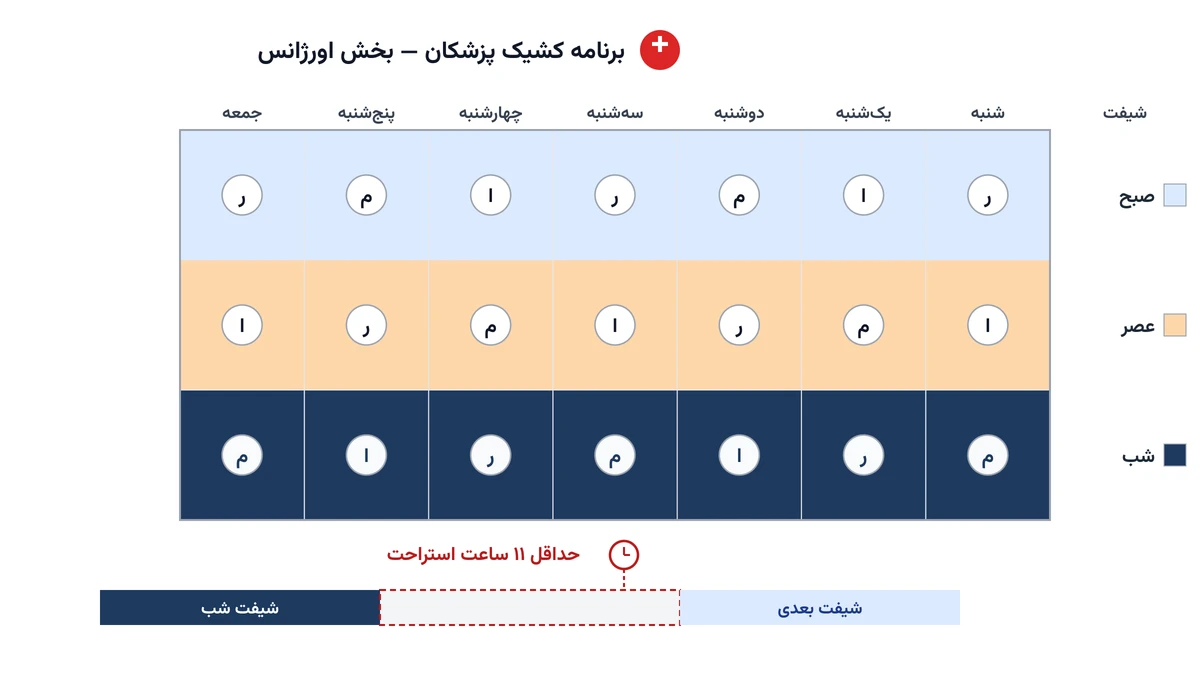 برنامه کشیک پزشکان — بخش اورژانس
شیفت شنبه یک‌شنبه دوشنبه سه‌شنبه چهارشنبه پنج‌شنبه جمعه
صبح ر ا م ر ا م ر
عصر ا م ر ا م ر ا
شب م ر ا م ر ا م
حداقل ۱۱ ساعت استراحت
شیفت بعدی شیفت شب